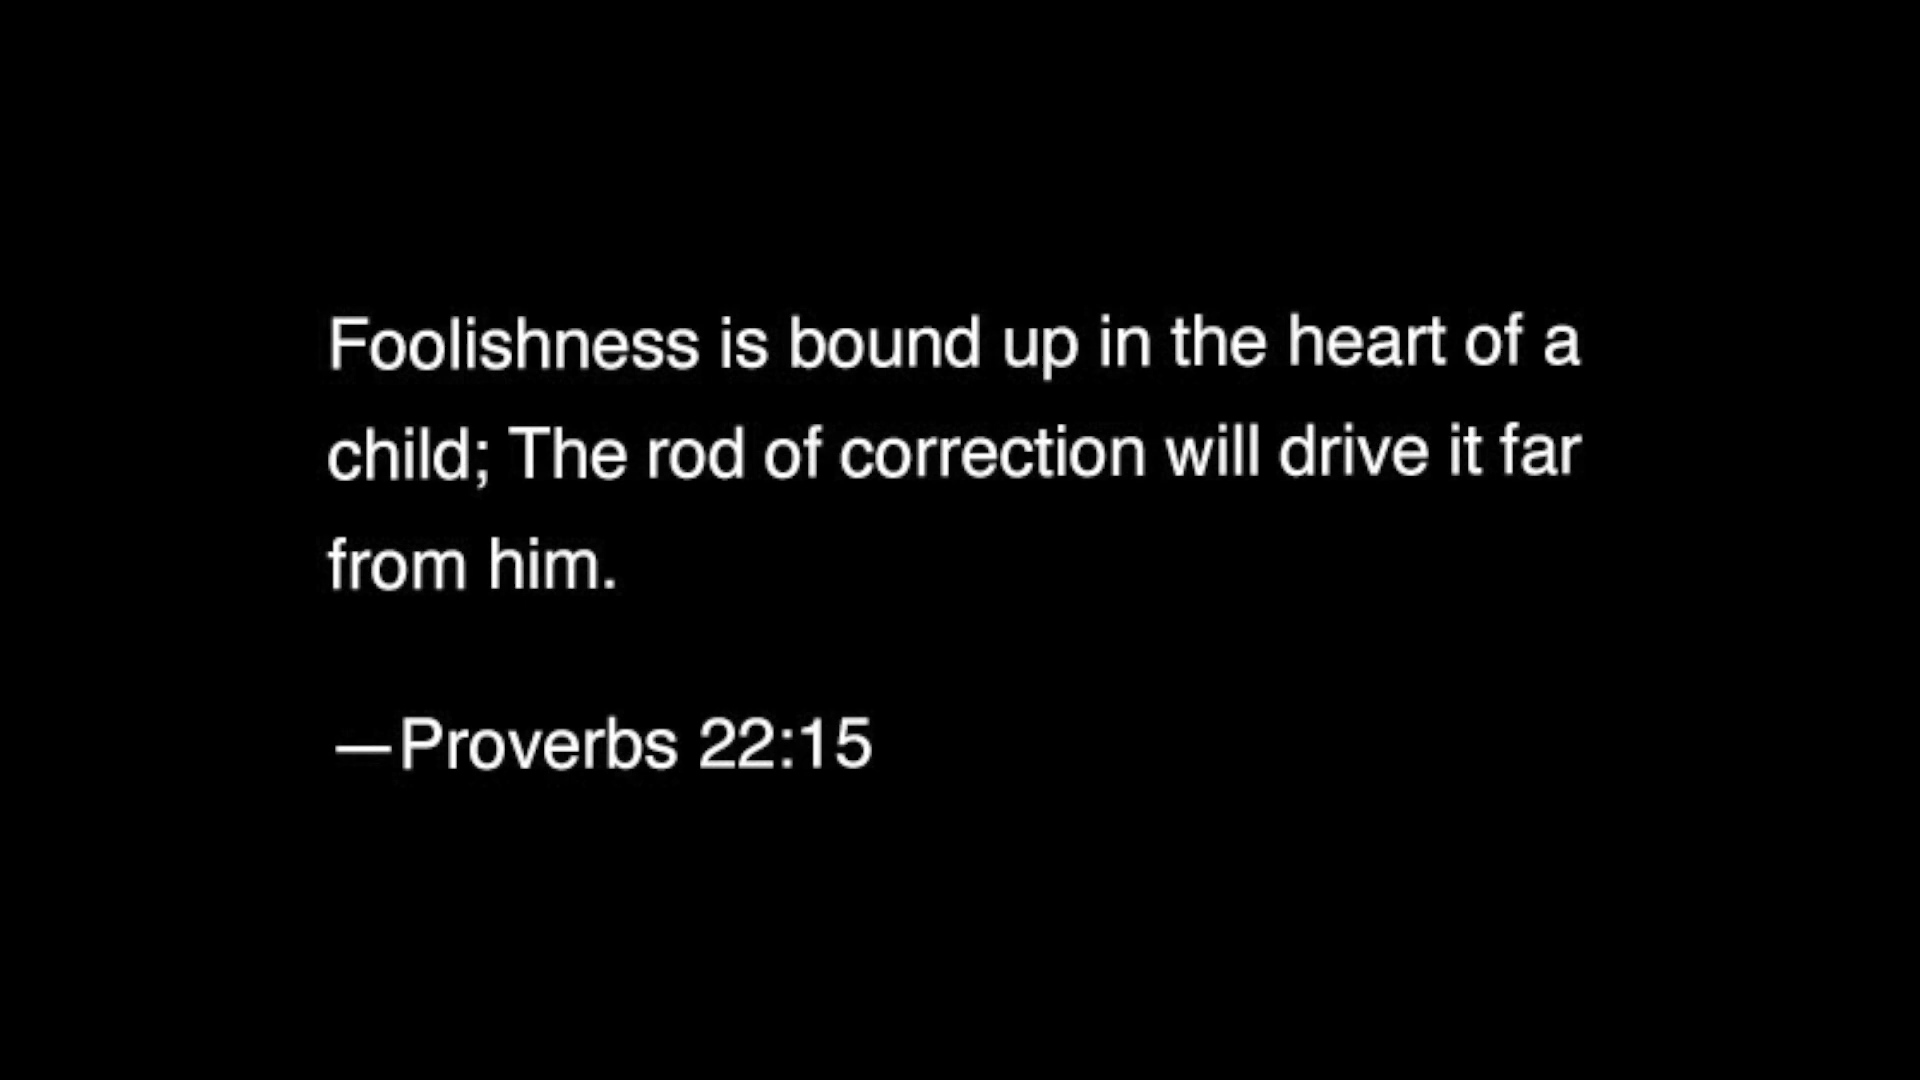 Foolishness is bound up in the heart of a
child; The rod of correction will drive it far
from him.
—Proverbs 22:15